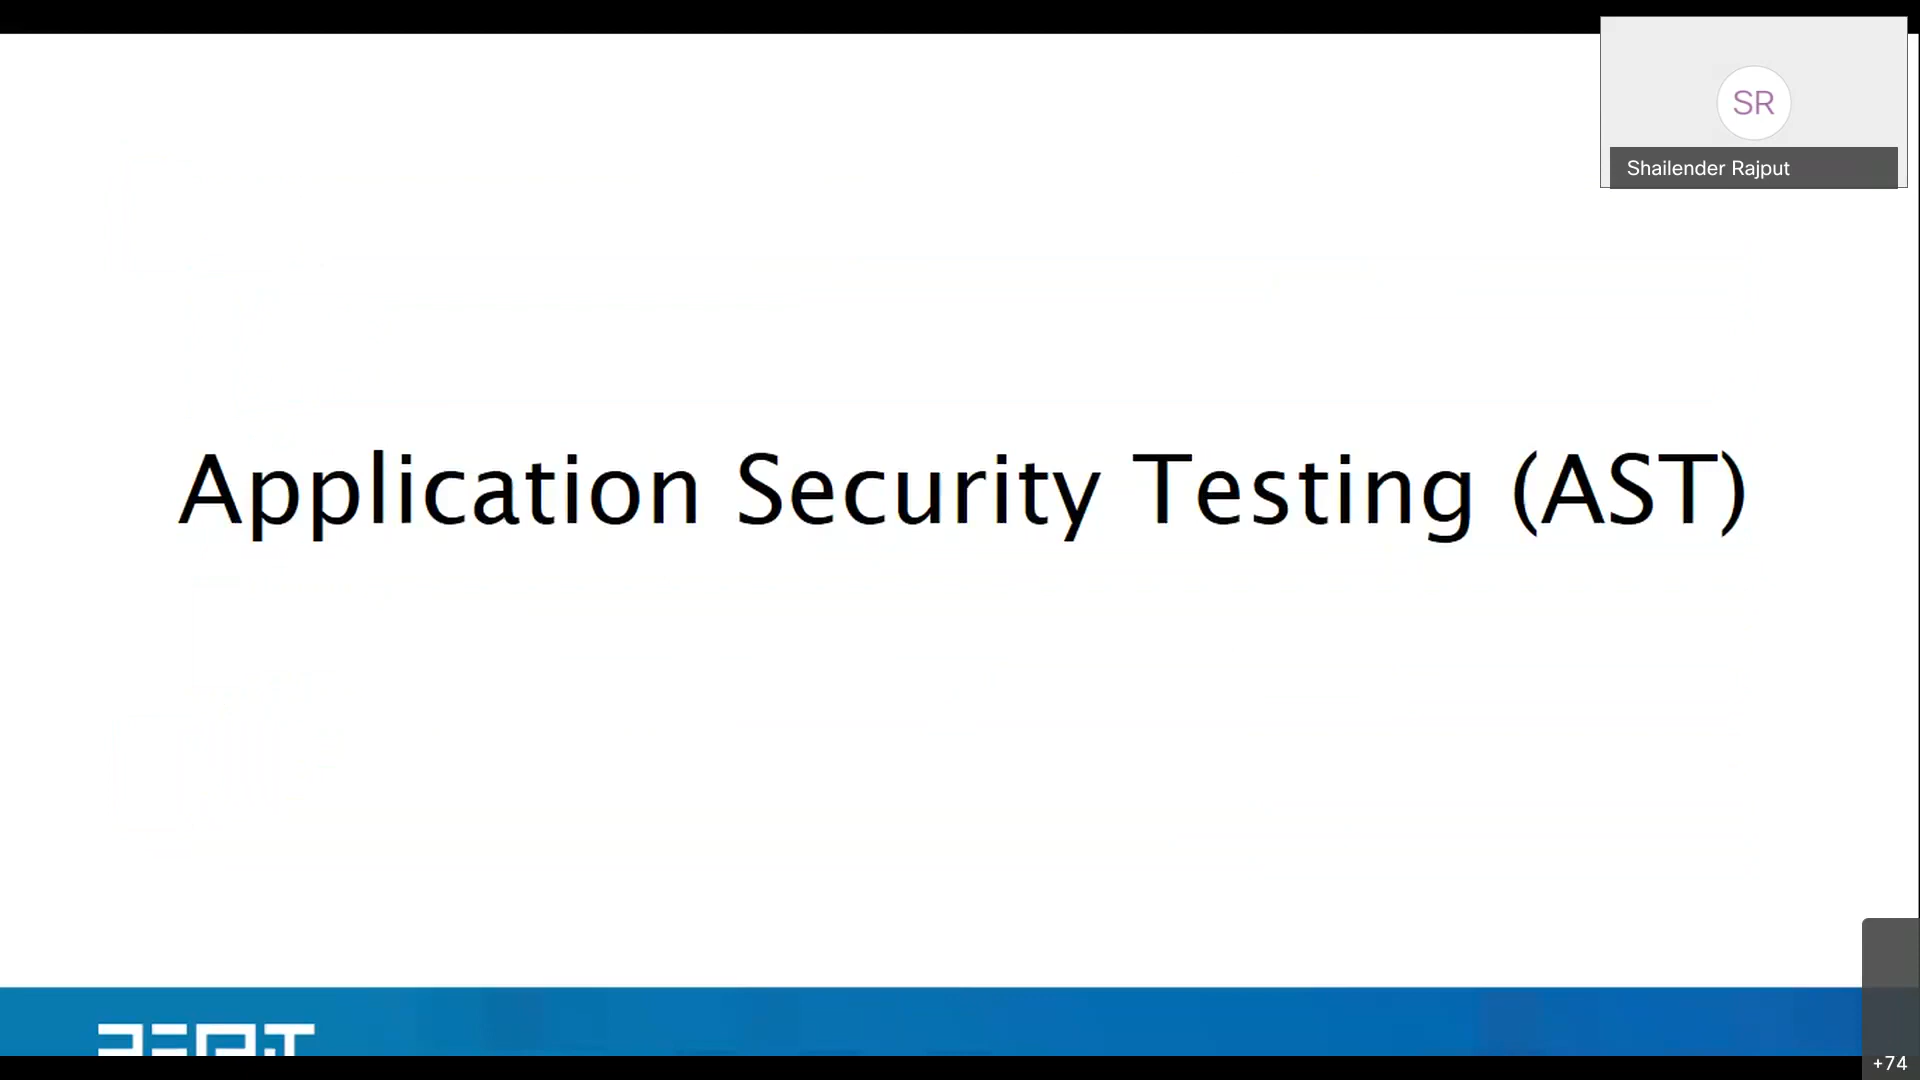 SR
Shailender Rajput
Application Security Testing (AST)
+74